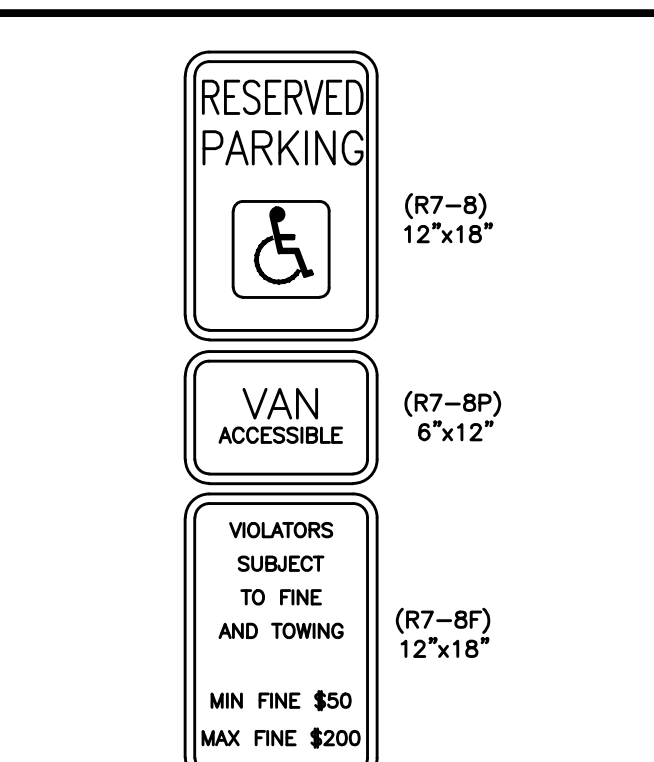 RESERVED
PARKING
(R7-8)
12"x18"
VAN
ACCESSIBLE
(R7-8P)
6"x12"
VIOLATORS
SUBJECT
TO FINE
AND TOWING
MIN FINE $50
MAX FINE $200
(R7-8F)
12"x18"